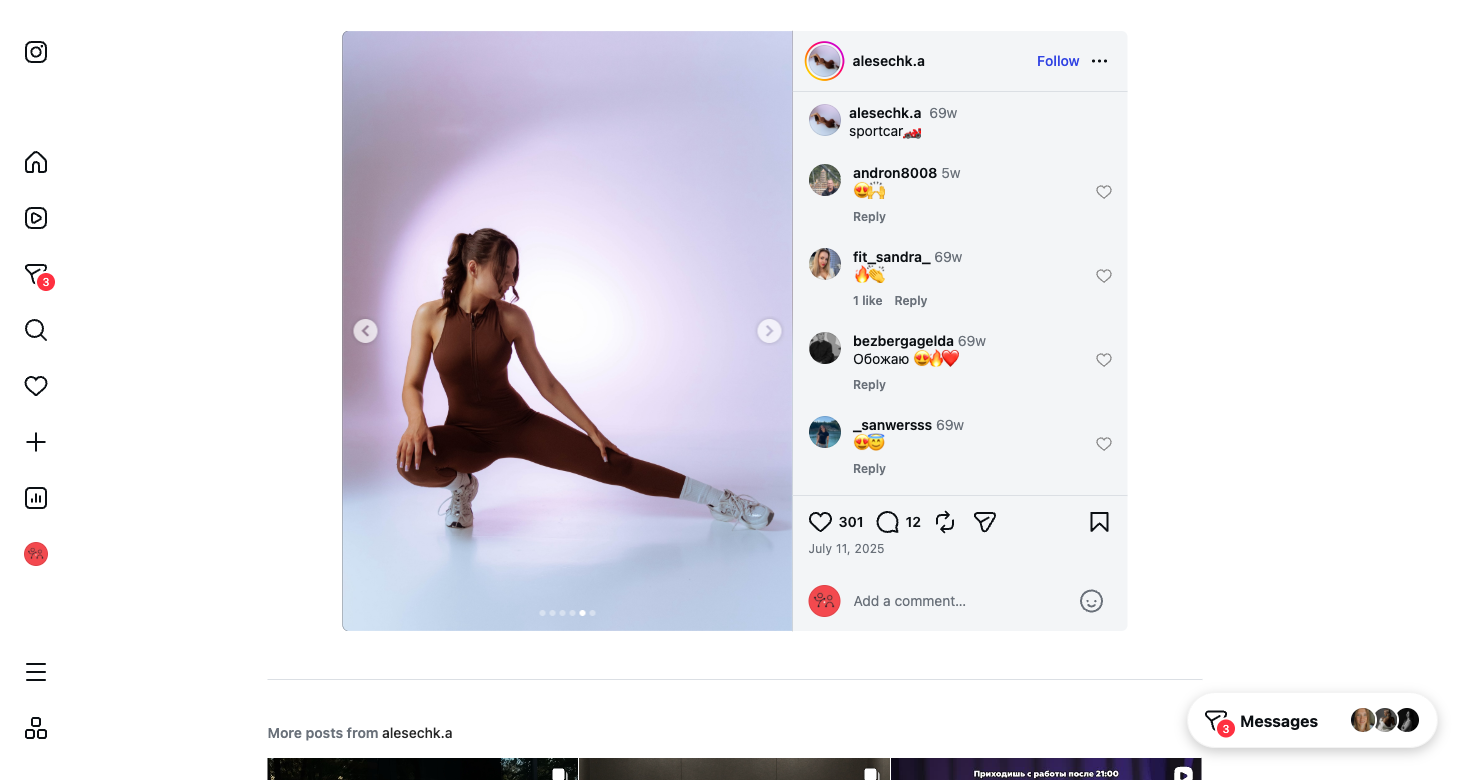 alesechk.a
Follow
alesechk.a 69w
sportcar🏎️
andron8008 5w
😍🙌
Reply
fit_sandra_ 69w
🔥👏
1 like Reply
bezbergagelda 69w
Обожаю 😍🔥❤️
Reply
_sanwersss 69w
😍😇
Reply
301 12
July 11, 2025
Add a comment...
3
More posts from alesechk.a
Приходишь с работы после 21:00
3 Messages